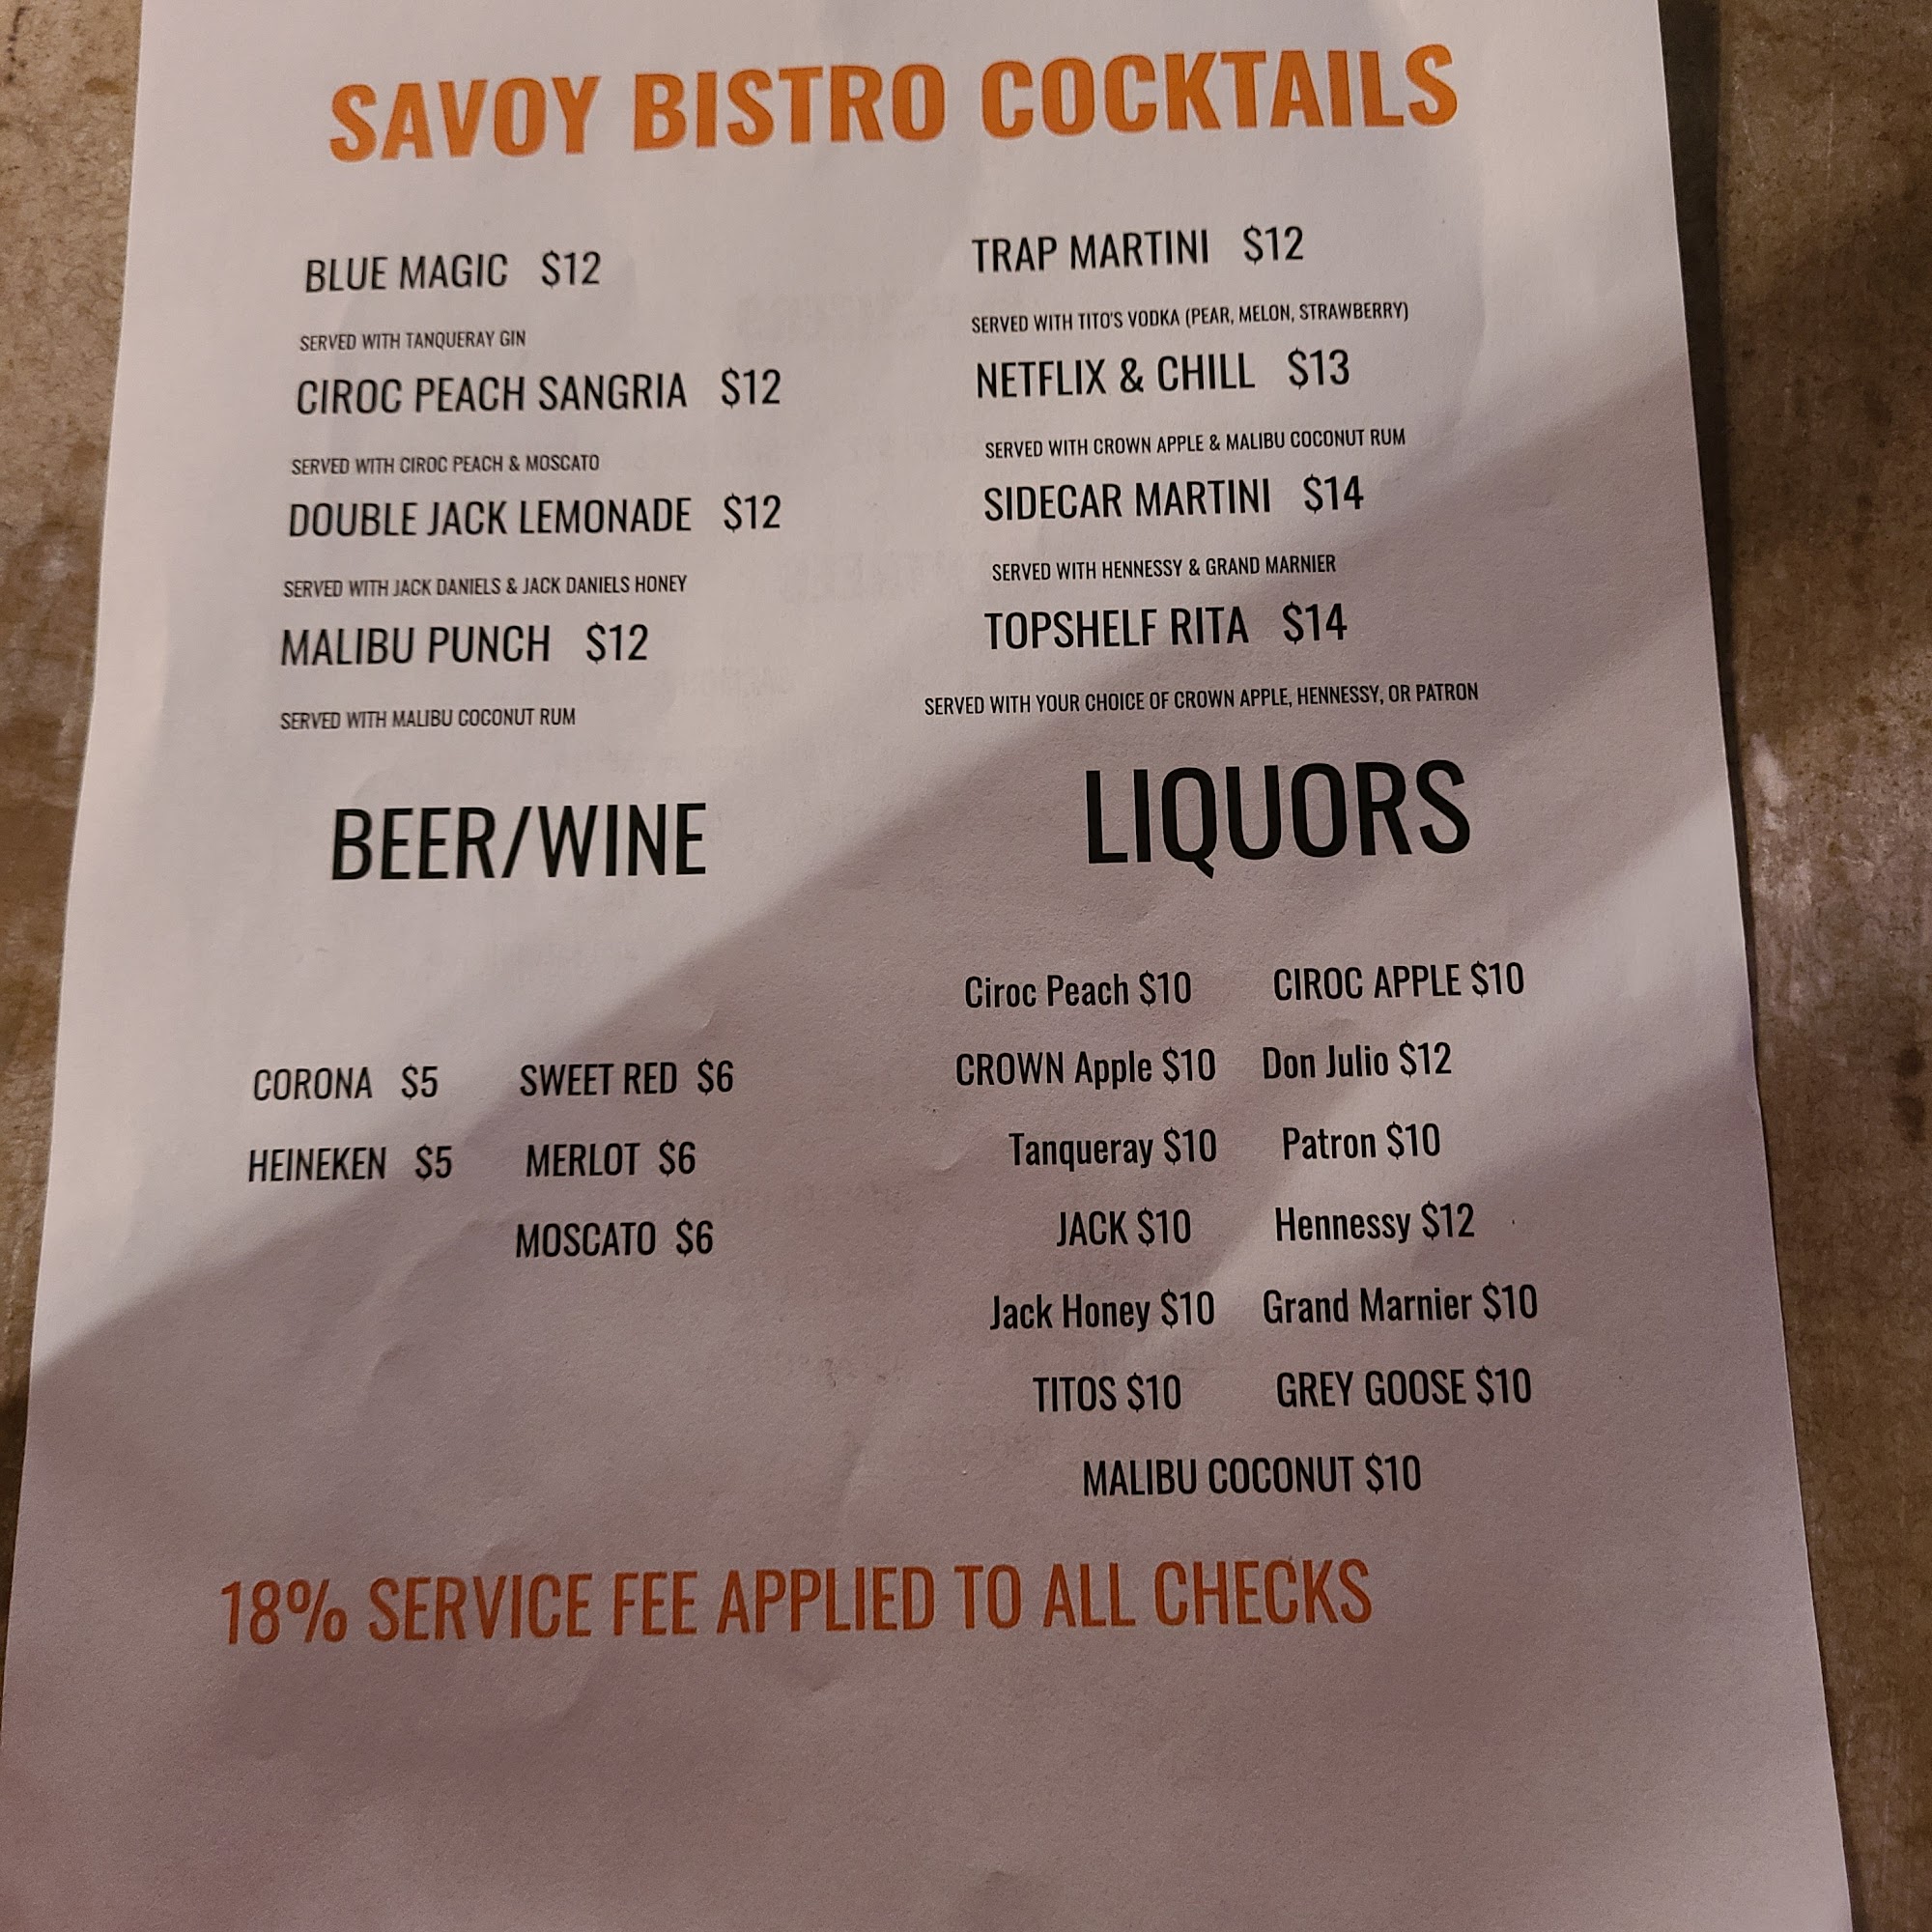 SAVOY BISTRO COCKTAILS
BLUE MAGIC $12
SERVED WITH TANQUERAY GIN
CIROC PEACH SANGRIA $12
SERVED WITH CIROC PEACH & MOSCATO
DOUBLE JACK LEMONADE $12
SERVED WITH JACK DANIELS & JACK DANIELS HONEY
MALIBU PUNCH $12
SERVED WITH MALIBU COCONUT RUM
TRAP MARTINI $12
SERVED WITH TITO'S VODKA (PEAR, MELON, STRAWBERRY)
NETFLIX & CHILL $13
SERVED WITH CROWN APPLE & MALIBU COCONUT RUM
SIDECAR MARTINI $14
SERVED WITH HENNESSY & GRAND MARNIER
TOPSHELF RITA $14
SERVED WITH YOUR CHOICE OF CROWN APPLE, HENNESSY, OR PATRON
BEER/WINE
CORONA $5 SWEET RED $6
HEINEKEN $5 MERLOT $6
MOSCATO $6
LIQUORS
Ciroc Peach $10 CIROC APPLE $10
CROWN Apple $10 Don Julio $12
Tanqueray $10 Patron $10
JACK $10 Hennessy $12
Jack Honey $10 Grand Marnier $10
TITOS $10 GREY GOOSE $10
MALIBU COCONUT $10
18% SERVICE FEE APPLIED TO ALL CHECKS